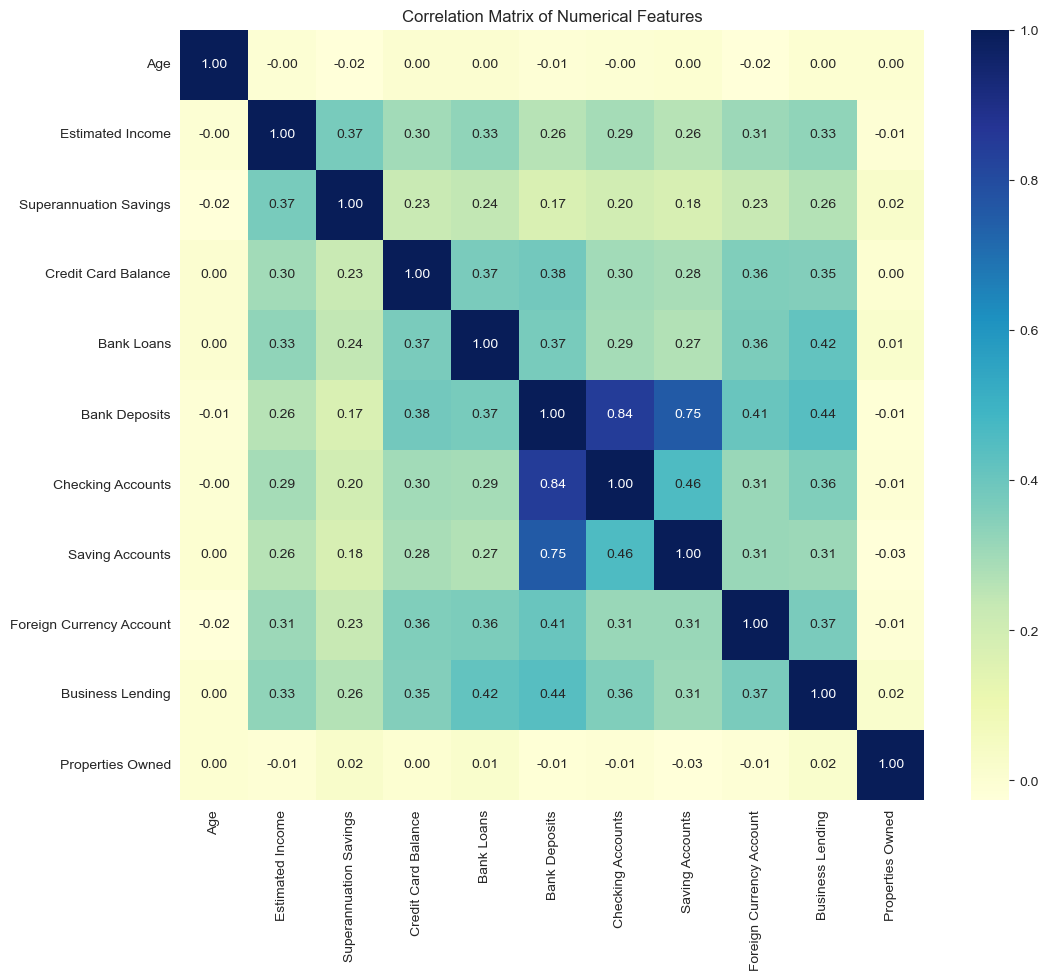 Correlation Matrix of Numerical Features
Age 1.00 -0.00 -0.02 0.00 0.00 -0.01 -0.00 0.00 -0.02 0.00 0.00
Estimated Income -0.00 1.00 0.37 0.30 0.33 0.26 0.29 0.26 0.31 0.33 -0.01
Superannuation Savings -0.02 0.37 1.00 0.23 0.24 0.17 0.20 0.18 0.23 0.26 0.02
Credit Card Balance 0.00 0.30 0.23 1.00 0.37 0.38 0.30 0.28 0.36 0.35 0.00
Bank Loans 0.00 0.33 0.24 0.37 1.00 0.37 0.29 0.27 0.36 0.42 0.01
Bank Deposits -0.01 0.26 0.17 0.38 0.37 1.00 0.84 0.75 0.41 0.44 -0.01
Checking Accounts -0.00 0.29 0.20 0.30 0.29 0.84 1.00 0.46 0.31 0.36 -0.01
Saving Accounts 0.00 0.26 0.18 0.28 0.27 0.75 0.46 1.00 0.31 0.31 -0.03
Foreign Currency Account -0.02 0.31 0.23 0.36 0.36 0.41 0.31 0.31 1.00 0.37 -0.01
Business Lending 0.00 0.33 0.26 0.35 0.42 0.44 0.36 0.31 0.37 1.00 0.02
Properties Owned 0.00 -0.01 0.02 0.00 0.01 -0.01 -0.01 -0.03 -0.01 0.02 1.00
Age
Estimated Income
Superannuation Savings
Credit Card Balance
Bank Loans
Bank Deposits
Checking Accounts
Saving Accounts
Foreign Currency Account
Business Lending
Properties Owned
1.0
0.8
0.6
0.4
0.2
0.0